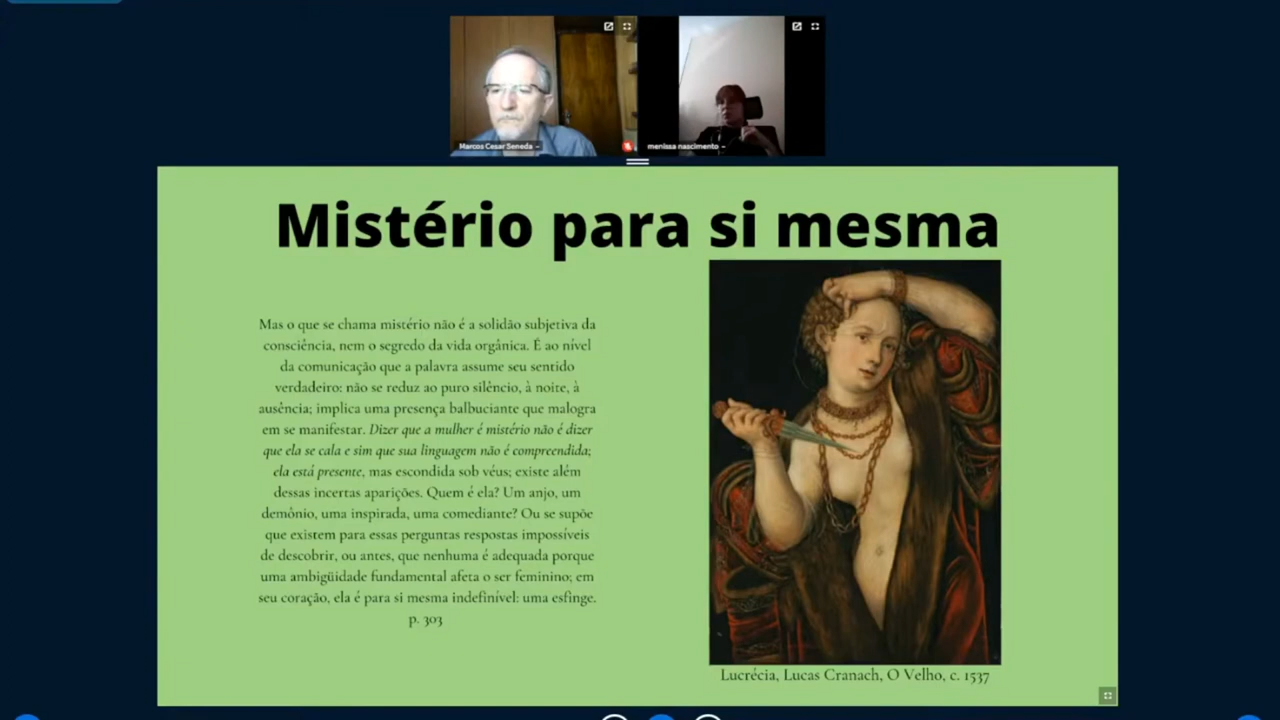 Marcos Cesar Seneda
menissa nascimento
Mistério para si mesma
Mas o que se chama mistério não é a solidão subjetiva da
consciência, nem o segredo da vida orgânica. É ao nível
da comunicação que a palavra assume seu sentido
verdadeiro: não se reduz ao puro silêncio, à noite, à
ausência; implica uma presença balbuciante que malogra
em se manifestar. Dizer que a mulher é mistério não é dizer
que ela se cala e sim que sua linguagem não é compreendida;
ela está presente, mas escondida sob véus; existe além
dessas incertas aparições. Quem é ela? Um anjo, um
demônio, uma inspirada, uma comediante? Ou se supõe
que existem para essas perguntas respostas impossíveis
de descobrir, ou antes, que nenhuma é adequada porque
uma ambigüidade fundamental afeta o ser feminino; em
seu coração, ela é para si mesma indefinível: uma esfinge.
p. 303
Lucrécia, Lucas Cranach, O Velho, c. 1537